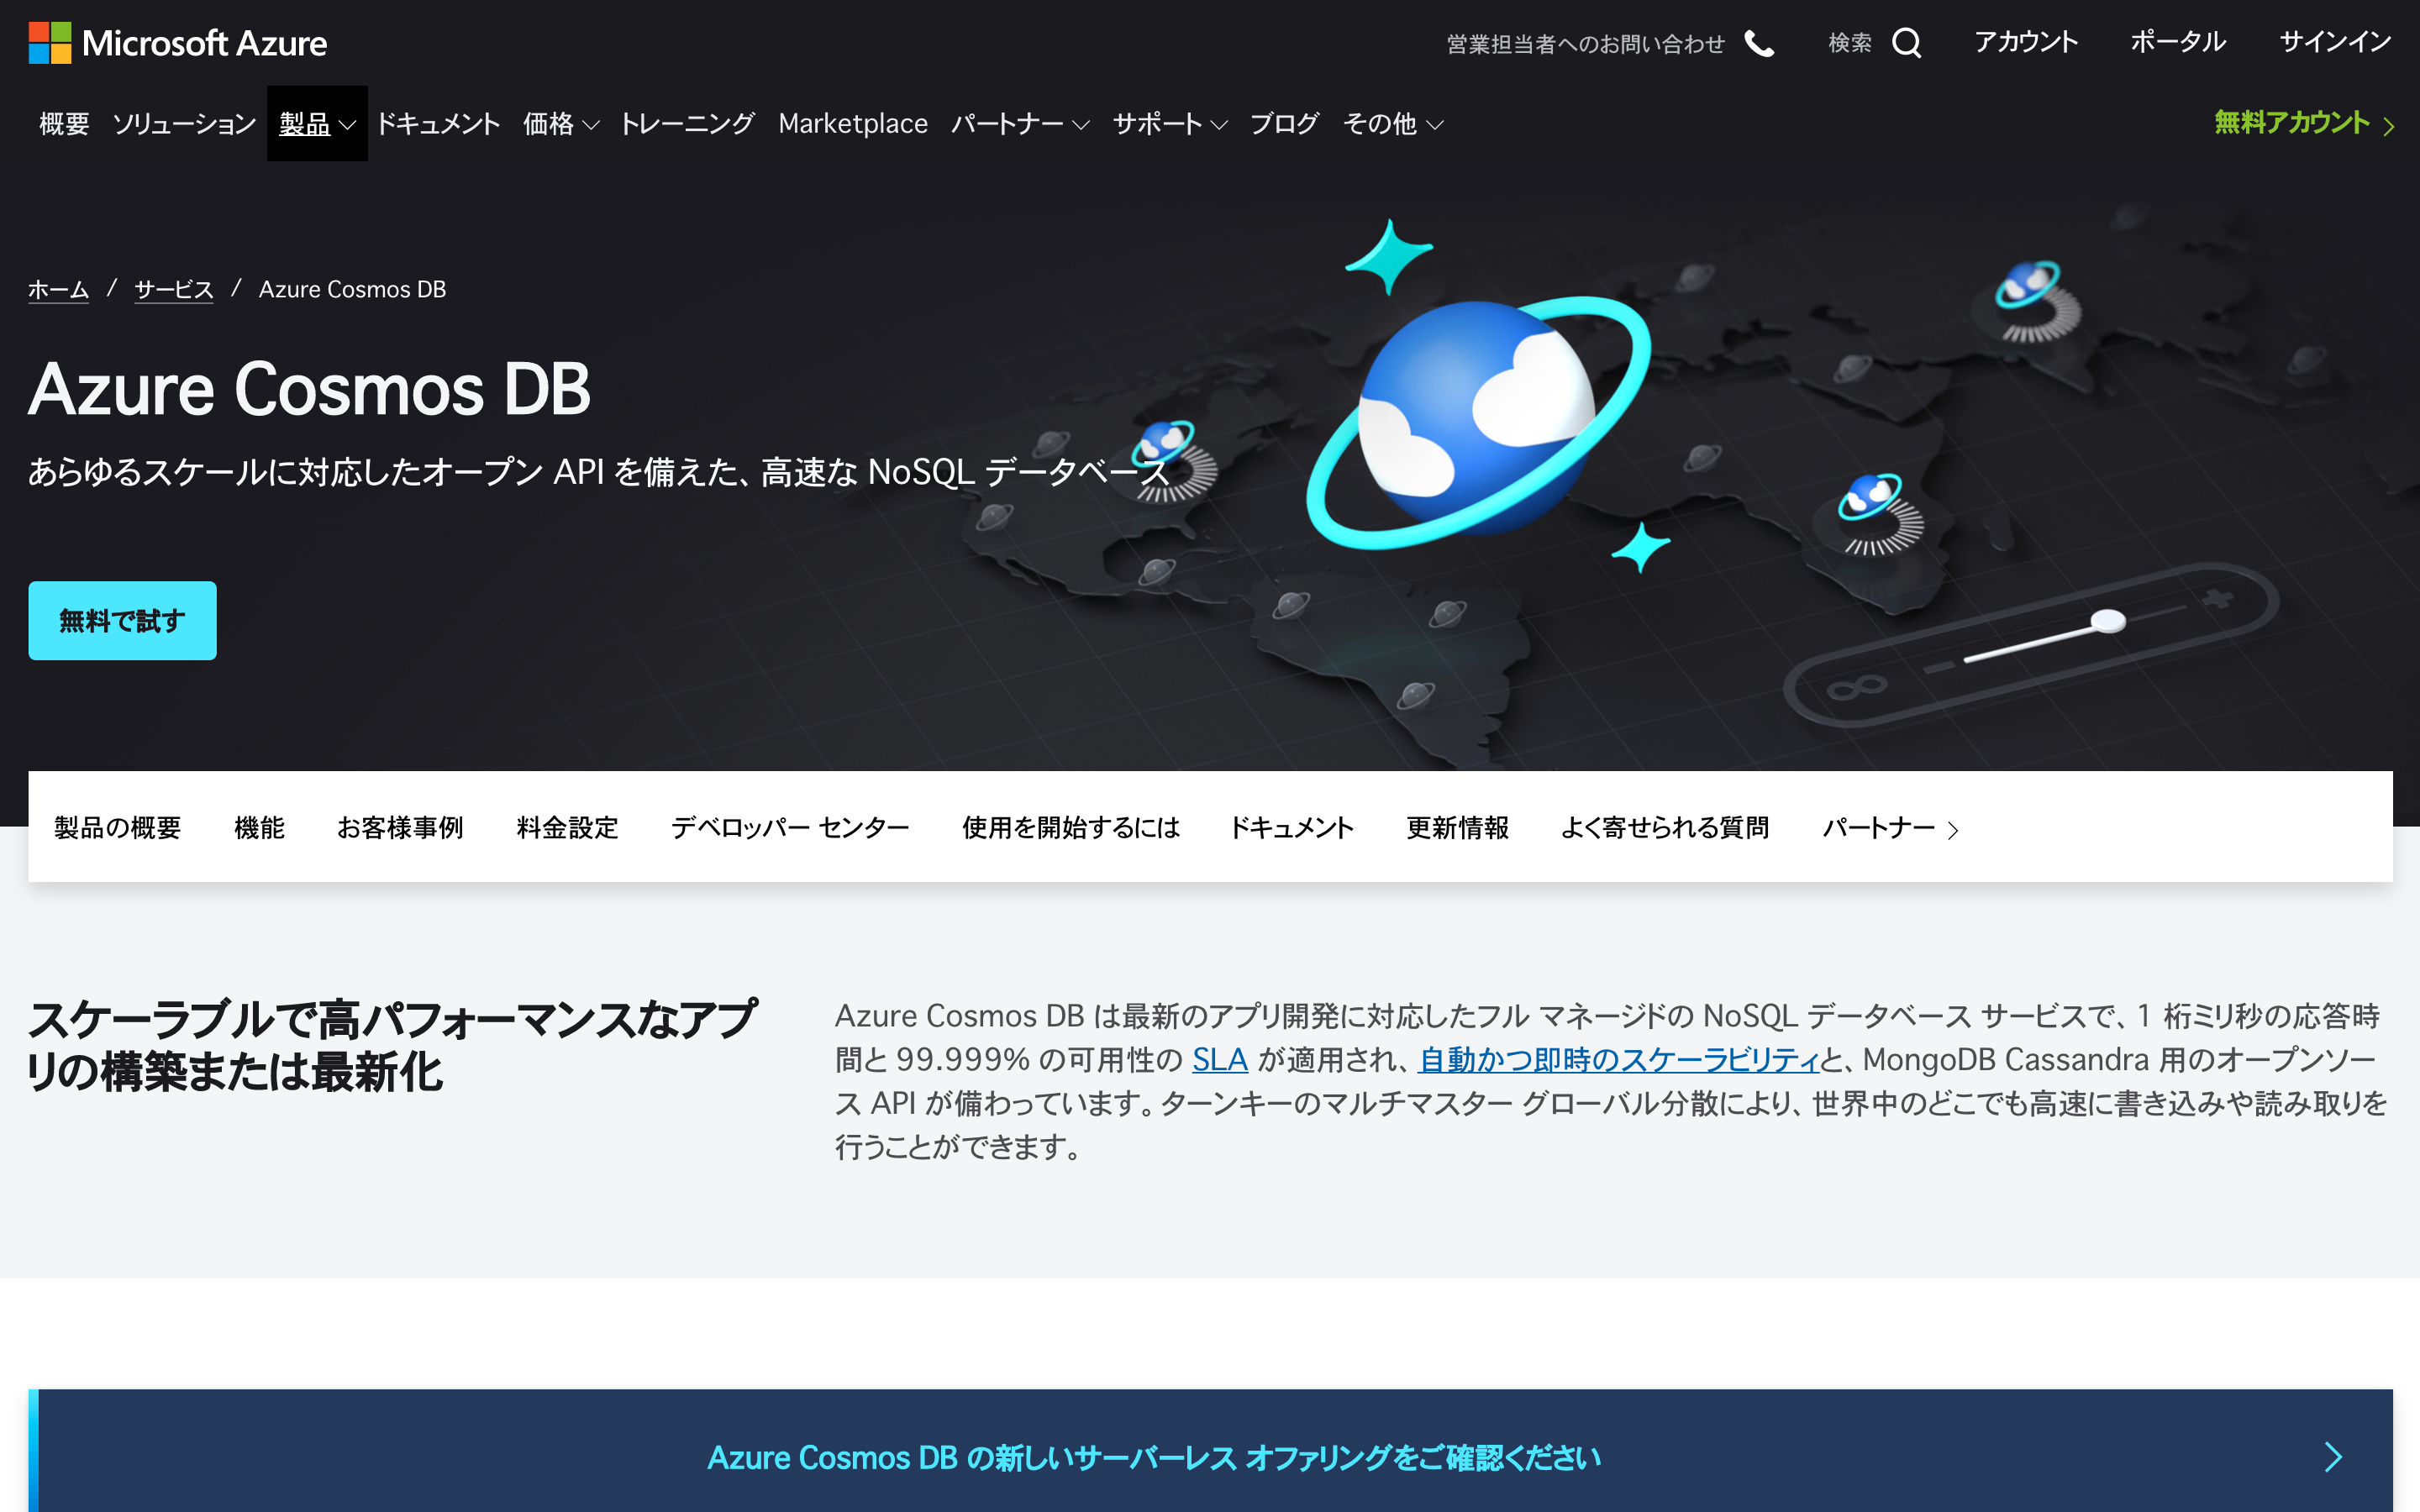 Microsoft Azure
営業担当者へのお問い合わせ 検索 アカウント ポータル サインイン
概要 ソリューション 製品 ドキュメント 価格 トレーニング Marketplace パートナー サポート ブログ その他 無料アカウント
ホーム / サービス / Azure Cosmos DB
Azure Cosmos DB
あらゆるスケールに対応したオープン API を備えた、高速な NoSQL データベース
無料で試す
製品の概要 機能 お客様事例 料金設定 デベロッパー センター 使用を開始するには ドキュメント 更新情報 よく寄せられる質問 パートナー
スケーラブルで高パフォーマンスなアプ
リの構築または最新化
Azure Cosmos DB は最新のアプリ開発に対応したフル マネージドの NoSQL データベース サービスで、1 桁ミリ秒の応答時
間と 99.999% の可用性の SLA が適用され、自動かつ即時のスケーラビリティと、MongoDB Cassandra 用のオープンソー
ス API が備わっています。ターンキーのマルチマスター グローバル分散により、世界中のどこでも高速に書き込みや読み取りを
行うことができます。
Azure Cosmos DB の新しいサーバーレス オファリングをご確認ください